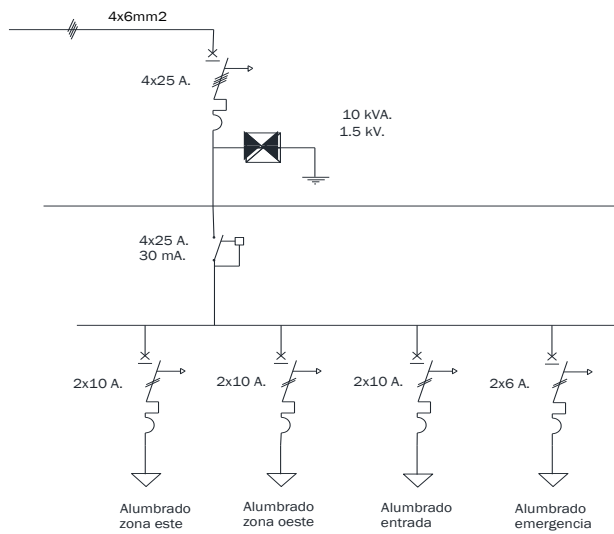 4x6mm2
4x25 A.
10 kVA.
1.5 kV.
4x25 A.
30 mA.
2x10 A.
2x10 A.
2x10 A.
2x6 A.
Alumbrado
zona este
Alumbrado
zona oeste
Alumbrado
entrada
Alumbrado
emergencia